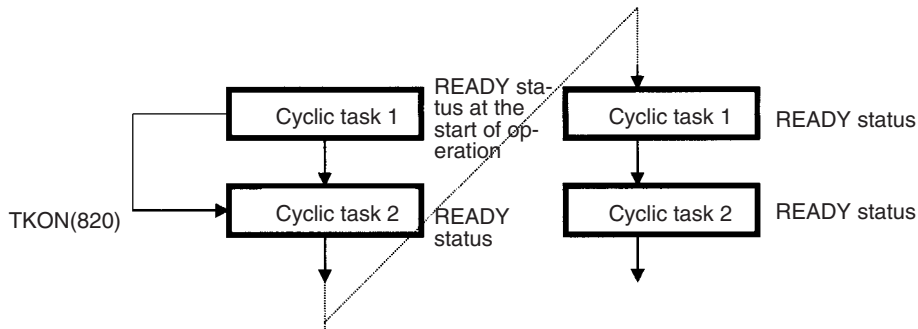 READY sta-
tus at the
start of op-
eration
Cyclic task 1
Cyclic task 1
READY status
TKON(820)
Cyclic task 2
READY
status
Cyclic task 2
READY status